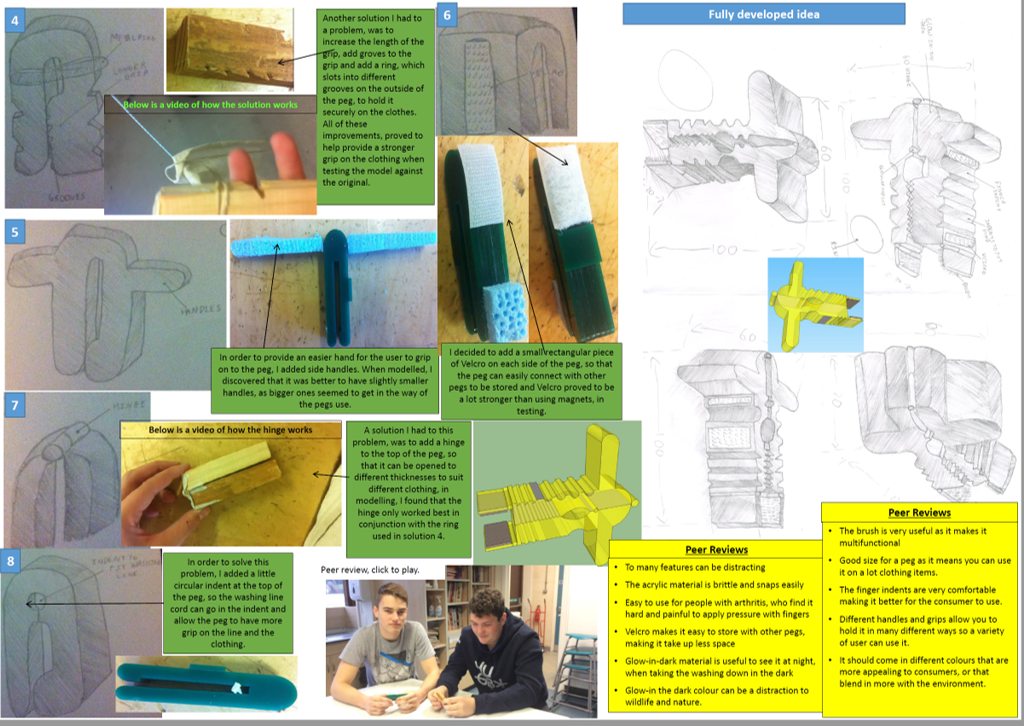 4
METAL RING
LONGER
GRIP
GROOVES
Below is a video of how the solution works
Another solution I had to
a problem, was to
increase the length of the
grip, add groves to the
grip and add a ring, which
slots into different
grooves on the outside of
the peg, to hold it
securely on the clothes.
All of these
improvements, proved to
help provide a stronger
grip on the clothing when
testing the model against
the original.
5
HANDLES
In order to provide an easier hand for the user to grip
on to the peg, I added side handles. When modelled, I
discovered that it was better to have slightly smaller
handles, as bigger ones seemed to get in the way of
the pegs use.
6
I decided to add a small rectangular piece
of Velcro on each side of the peg, so that
the peg can easily connect with other
pegs to be stored and Velcro proved to be
a lot stronger than using magnets, in
testing.
7
HINGE
Below is a video of how the hinge works
A solution I had to this
problem, was to add a hinge
to the top of the peg, so
that it can be opened to
different thicknesses to suit
different clothing, in
modelling, I found that the
hinge only worked best in
conjunction with the ring
used in solution 4.
8
INDENT TO
FIT WASHING
LINE
In order to solve this
problem, I added a little
circular indent at the top of
the peg, so the washing line
cord can go in the indent and
allow the peg to have more
grip on the line and the
clothing.
Peer review, click to play.
Fully developed idea
60
100
100
Peer Reviews
To many features can be distracting
The acrylic material is brittle and snaps easily
Easy to use for people with arthritis, who find it
hard and painful to apply pressure with fingers
Velcro makes it easy to store with other pegs,
making it take up less space
Glow-in-dark material is useful to see it at night,
when taking the washing down in the dark
Glow-in the dark colour can be a distraction to
wildlife and nature.
Peer Reviews
The brush is very useful as it makes it
multifunctional
Good size for a peg as it means you can use
it on a lot clothing items.
The finger indents are very comfortable
making it better for the consumer to use.
Different handles and grips allow you to
hold it in many different ways so a variety
of user can use it.
It should come in different colours that are
more appealing to consumers, or that
blend in more with the environment.